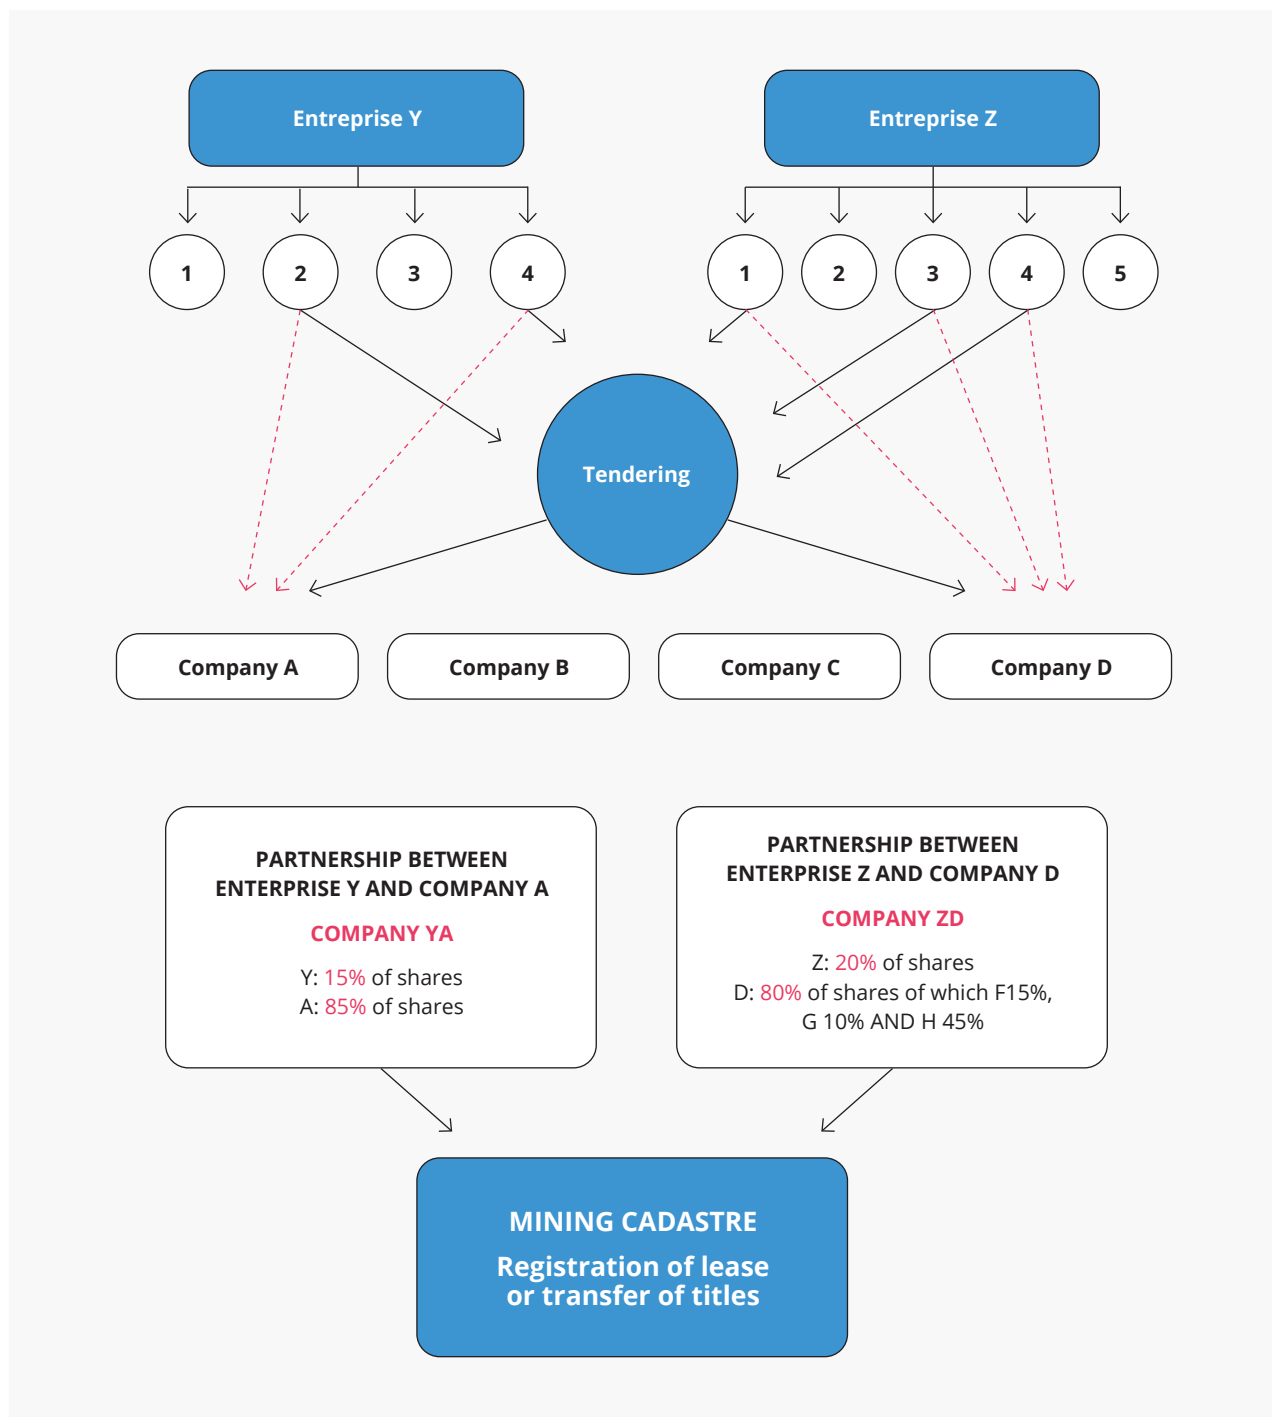 Entreprise Y
Entreprise Z
1
2
3
4
1
2
3
4
5
Tendering
Company A
Company B
Company C
Company D
PARTNERSHIP BETWEEN
ENTERPRISE Y AND COMPANY A
COMPANY YA
Y: 15% of shares
A: 85% of shares
PARTNERSHIP BETWEEN
ENTERPRISE Z AND COMPANY D
COMPANY ZD
Z: 20% of shares
D: 80% of shares of which F15%,
G 10% AND H 45%
MINING CADASTRE
Registration of lease
or transfer of titles